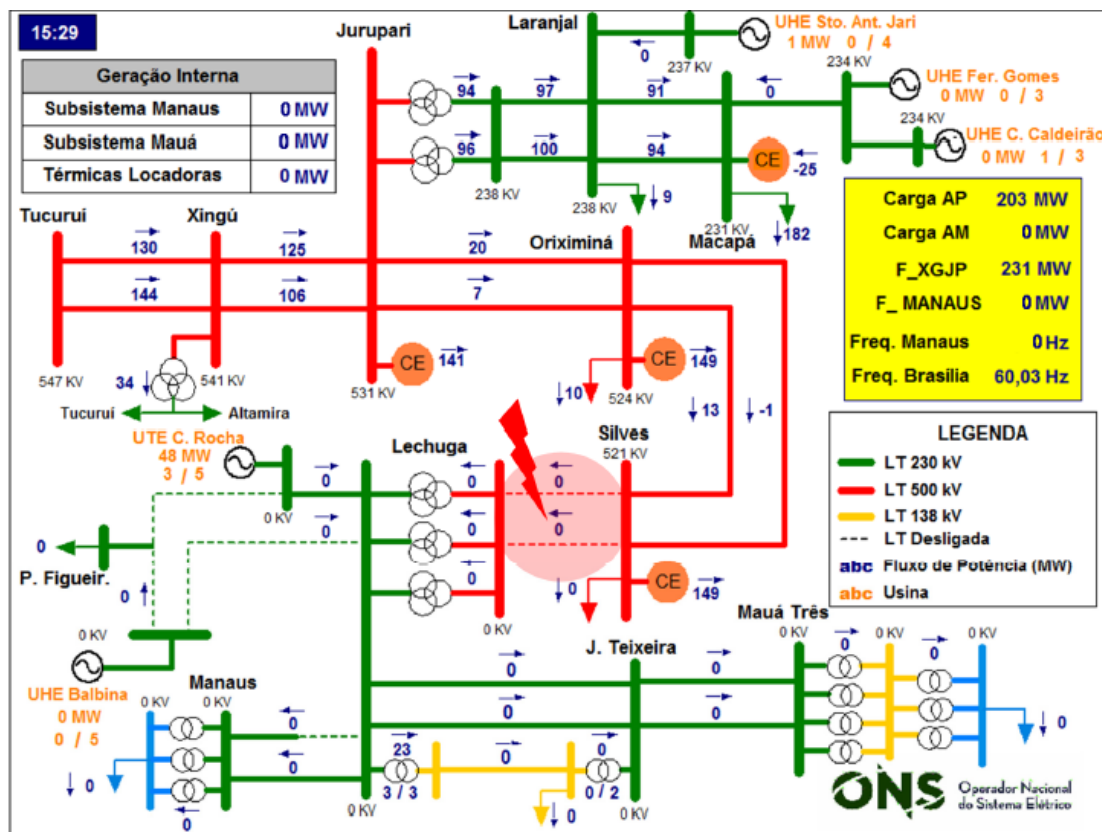 15:29
Geração Interna
Subsistema Manaus 0 MW
Subsistema Mauá 0 MW
Térmicas Locadoras 0 MW
Jurupari
Laranjal
UHE Sto. Ant. Jari
1 MW 0 / 4
0
237 KV
234 KV
UHE Fer. Gomes
0 MW 0 / 3
234 KV
UHE C. Caldeirão
0 MW 1 / 3
94
97
91
0
96
100
94
CE
-25
238 KV
238 KV
9
231 KV
182
Macapá
Tucuruí
Xingú
Oriximiná
130
125
20
144
106
7
547 KV
541 KV
34
Tucuruí
Altamira
CE
141
531 KV
CE
149
10
524 KV
13
-1
Carga AP 203 MW
Carga AM 0 MW
F_XGJP 231 MW
F_ MANAUS 0 MW
Freq. Manaus 0 Hz
Freq. Brasília 60,03 Hz
LEGENDA
LT 230 kV
LT 500 kV
LT 138 kV
LT Desligada
abc Fluxo de Potência (MW)
abc Usina
UTE C. Rocha
48 MW
3 / 5
0
0 KV
0
Lechuga
Silves
521 KV
0
0
0
0
0
0 KV
0
CE
149
0
P. Figueir.
0
0 KV
UHE Balbina
0 MW
0 / 5
Manaus
0 KV
0 KV
0
0
0
0
J. Teixeira
0
0
0
0
0 KV
Mauá Três
0 KV
0
0 KV
0
0 KV
0
0 KV
23
3 / 3
0
0
0 / 2
0
ONS
Operador Nacional
do Sistema Elétrico